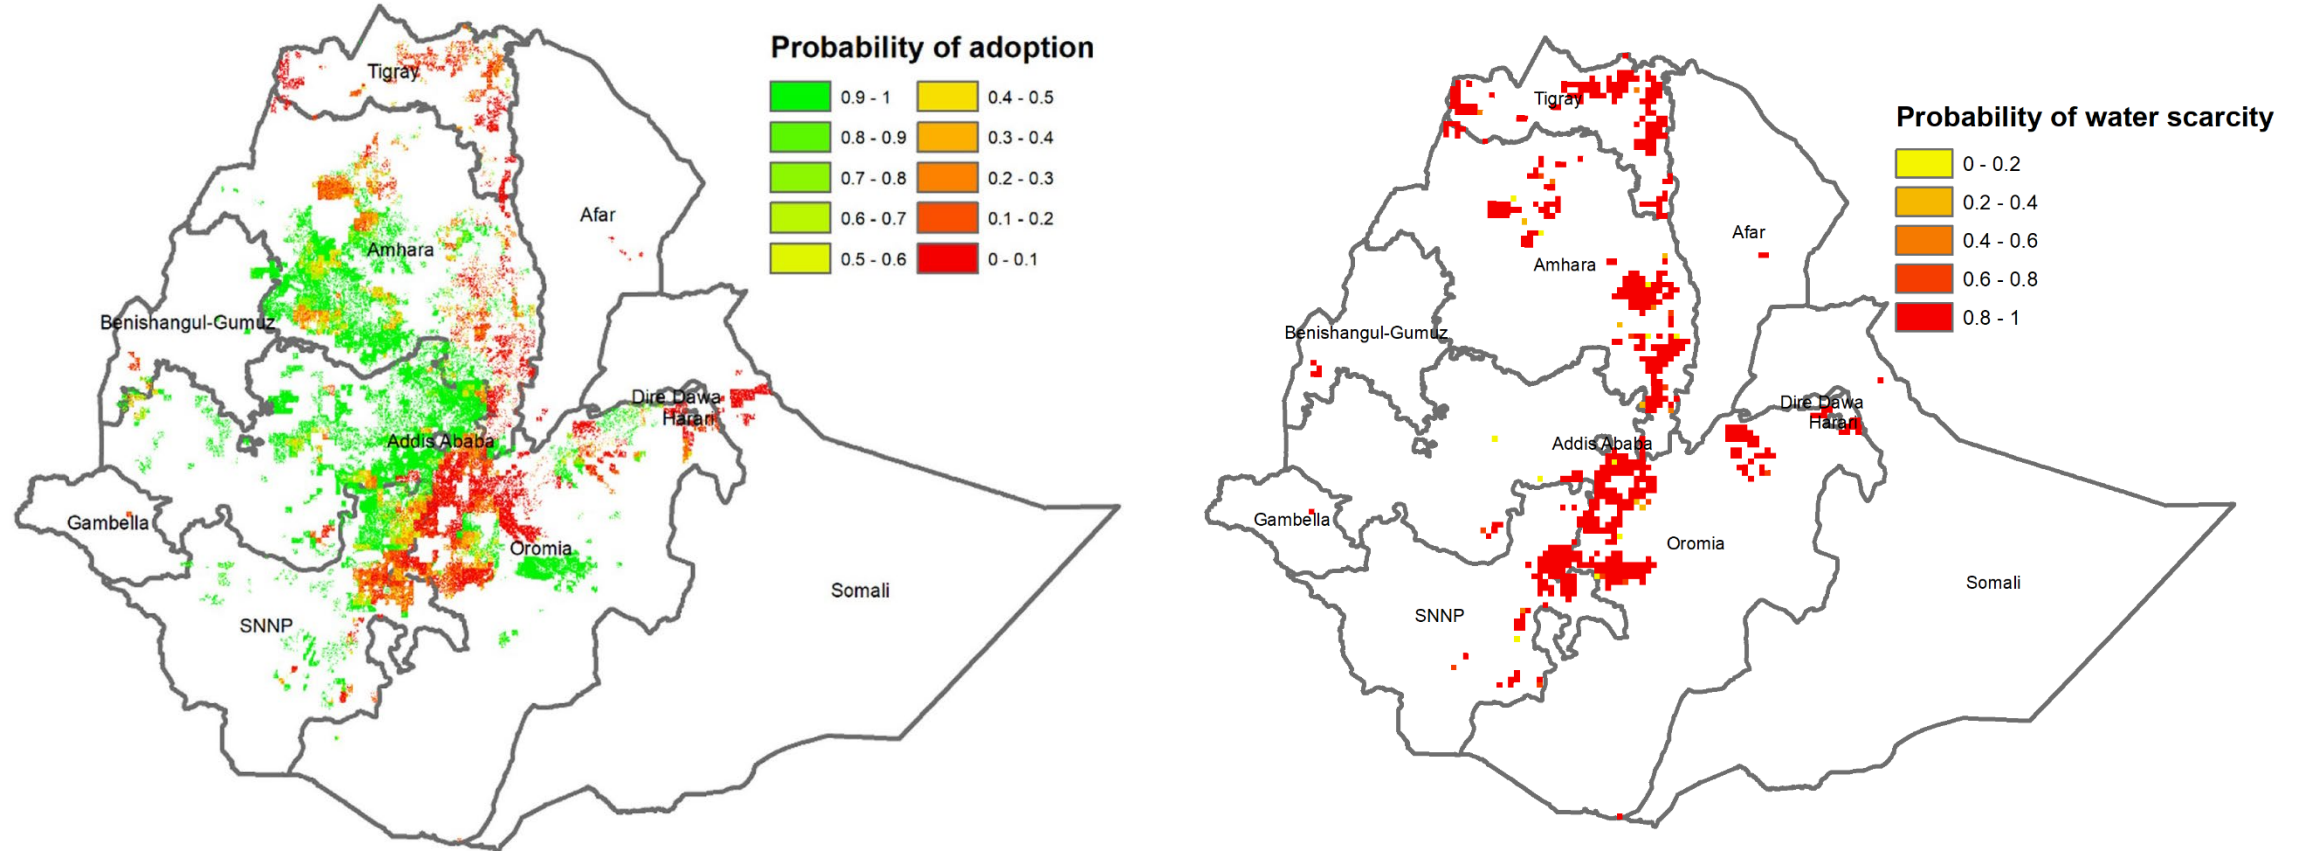 Probability of adoption
0.9 - 1
0.4 - 0.5
0.8 - 0.9
0.3 - 0.4
0.7 - 0.8
0.2 - 0.3
0.6 - 0.7
0.1 - 0.2
0.5 - 0.6
0 - 0.1
Tigray
Afar
Amhara
Benishangul-Gumuz
Dire Dawa
Harari
Addis Ababa
Gambella
Oromia
Somali
SNNP
Probability of water scarcity
0 - 0.2
0.2 - 0.4
0.4 - 0.6
0.6 - 0.8
0.8 - 1
Tigray
Afar
Amhara
Benishangul-Gumuz
Dire Dawa
Harari
Addis Ababa
Gambella
Oromia
Somali
SNNP